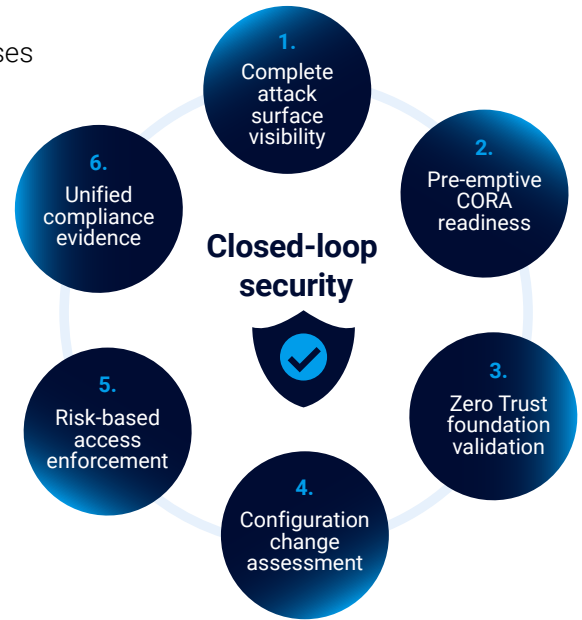 1.
Complete
attack
surface
visibility
2.
Pre-emptive
CORA
readiness
3.
Zero Trust
foundation
validation
4.
Configuration
change
assessment
5.
Risk-based
access
enforcement
6.
Unified
compliance
evidence
Closed-loop
security